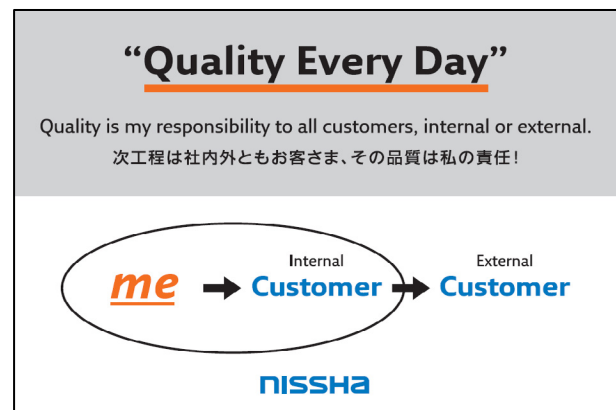 “Quality Every Day”
Quality is my responsibility to all customers, internal or external.
次工程は社内外ともお客さま、その品質は私の責任！
me
Internal
Customer
External
Customer
NISSHA